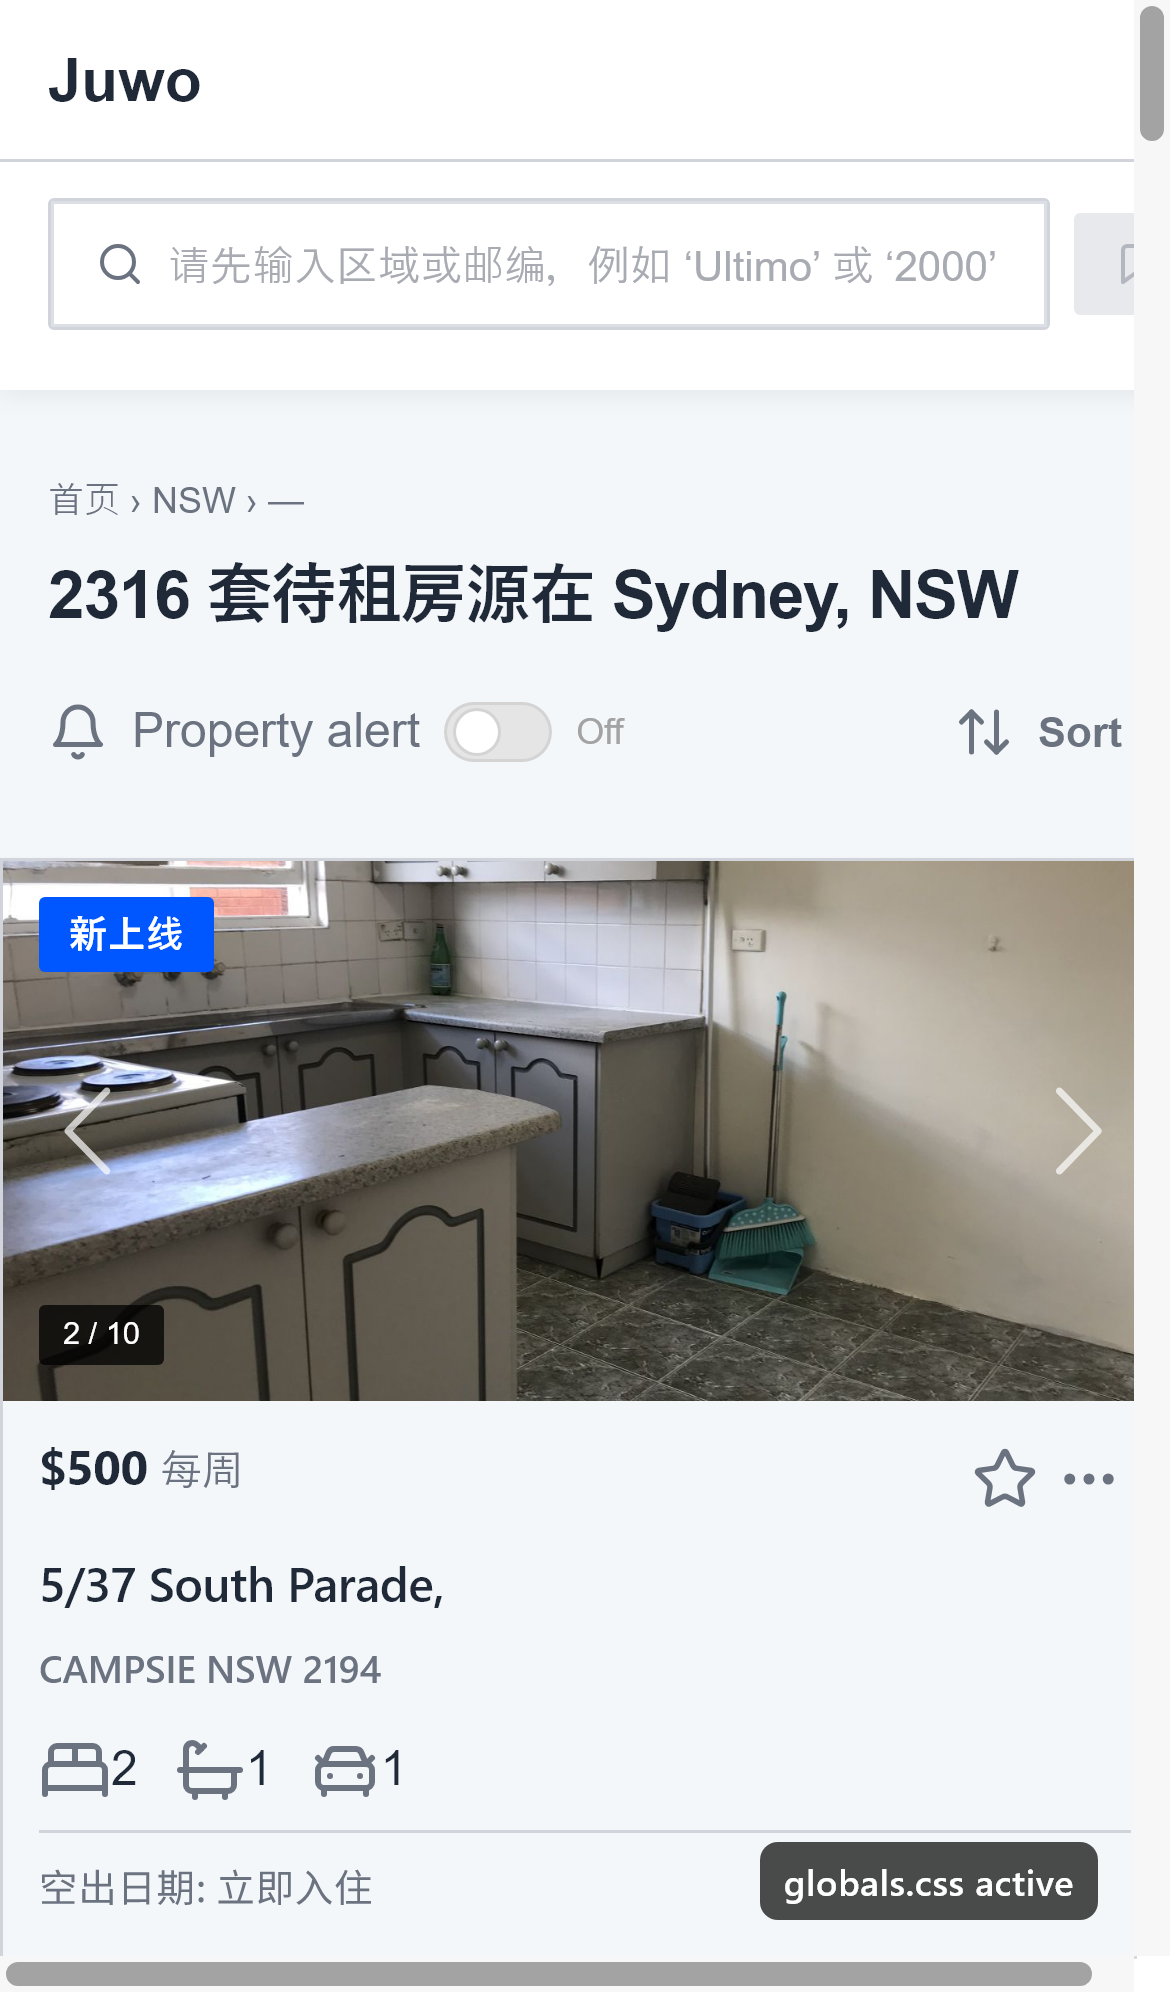 Juwo
请先输入区域或邮编，例如 ‘Ultimo’ 或 ‘2000’
首页 › NSW › —
2316 套待租房源在 Sydney, NSW
Property alert Off Sort
新上线
2 / 10
$500 每周
5/37 South Parade,
CAMPSIE NSW 2194
2 1 1
空出日期: 立即入住
globals.css active